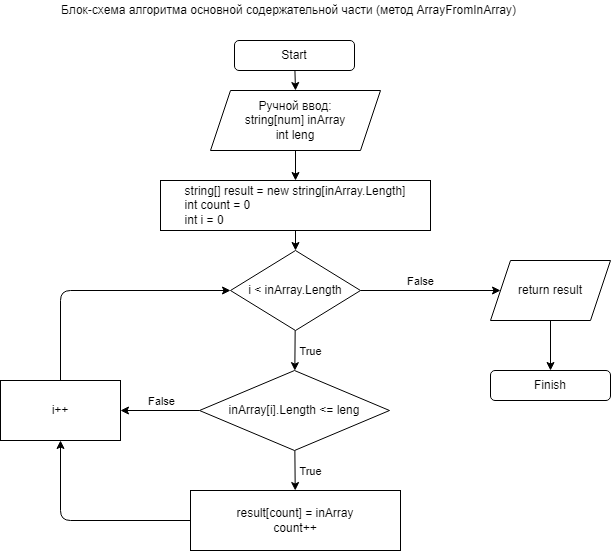 Блок-схема алгоритма основной содержательной части (метод ArrayFromInArray)
Start
Ручной ввод:
string[num] inArray
int leng
string[] result = new string[inArray.Length]
int count = 0
int i = 0
i < inArray.Length
False
return result
True
Finish
i++
False
inArray[i].Length <= leng
True
result[count] = inArray
count++